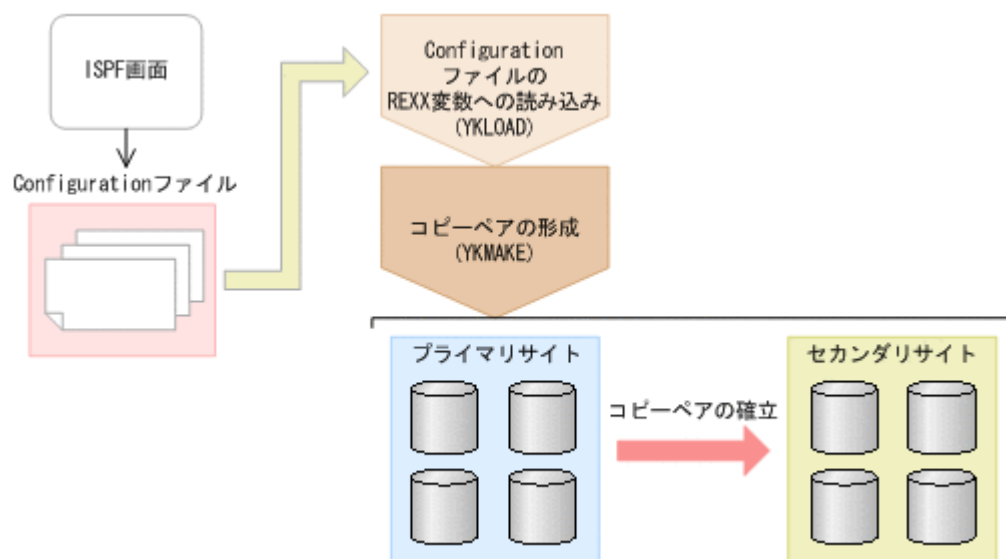 ISPF画面
Configurationファイル
Configuration
ファイルの
REXX変数への読み込み
(YKLOAD)
コピーペアの形成
(YKMAKE)
プライマリサイト
コピーペアの確立
セカンダリサイト